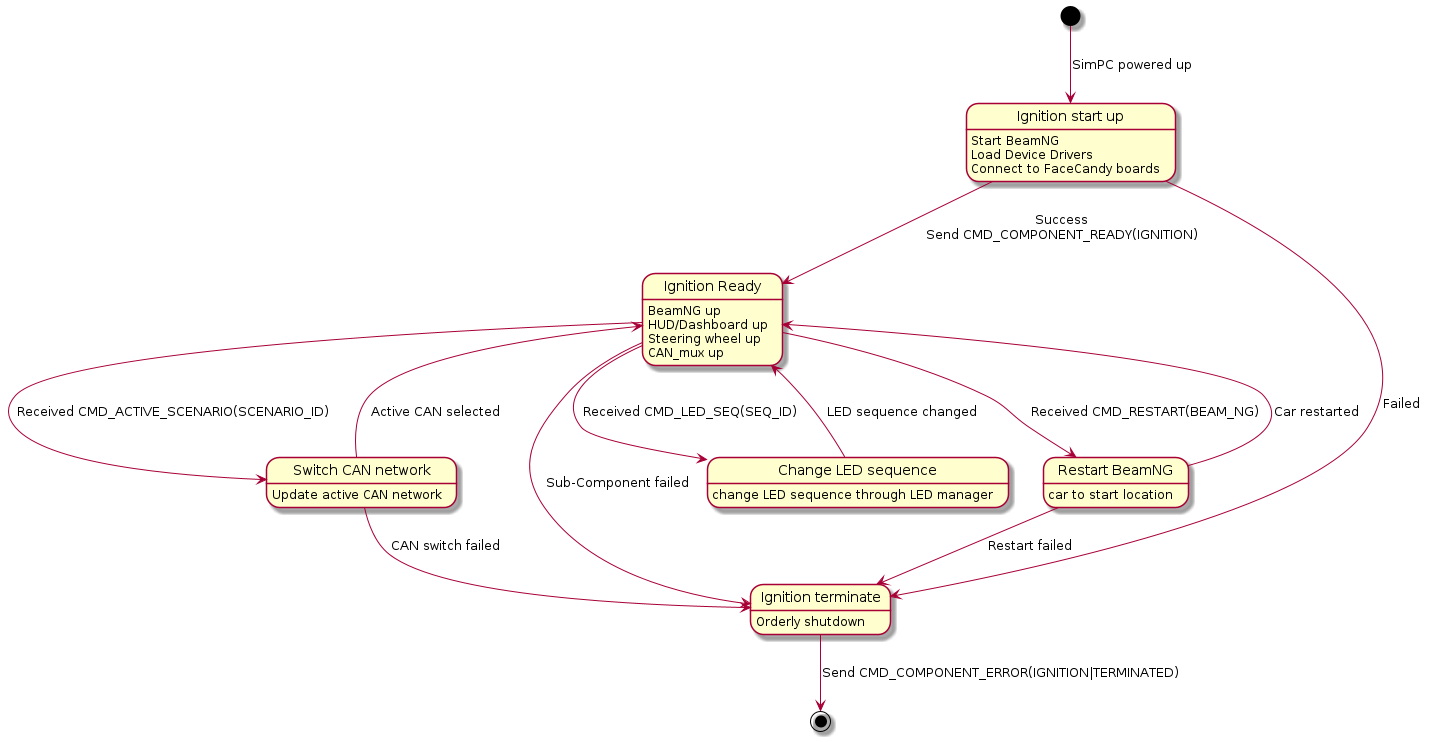 SimPC powered up
Ignition start up
Start BeamNG
Load Device Drivers
Connect to FaceCandy boards
Success
Send CMD_COMPONENT_READY(IGNITION)
Ignition Ready
BeamNG up
HUD/Dashboard up
Steering wheel up
CAN_mux up
Received CMD_ACTIVE_SCENARIO(SCENARIO_ID)
Active CAN selected
Received CMD_LED_SEQ(SEQ_ID)
LED sequence changed
Received CMD_RESTART(BEAM_NG)
Car restarted
Failed
Switch CAN network
Update active CAN network
Sub-Component failed
Change LED sequence
change LED sequence through LED manager
Restart BeamNG
car to start location
CAN switch failed
Restart failed
Ignition terminate
Orderly shutdown
Send CMD_COMPONENT_ERROR(IGNITION|TERMINATED)